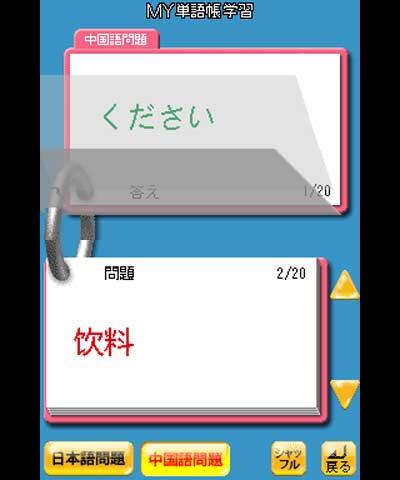 MY単語帳学習
中国語問題
ください
答え 1/20
問題 2/20
饮料
日本語問題 中国語問題 シャッフル 戻る